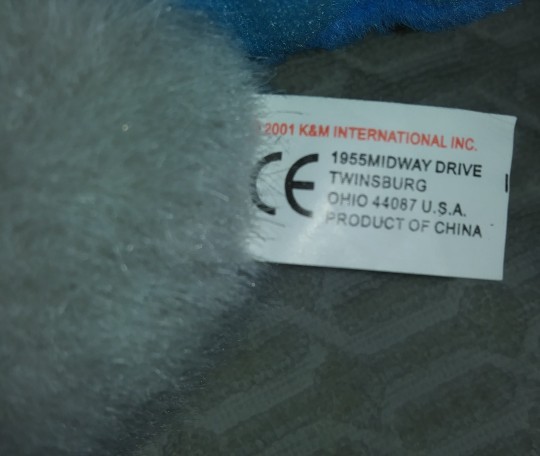 2001 K&M INTERNATIONAL INC.
CE
1955MIDWAY DRIVE
TWINSBURG
OHIO 44087 U.S.A.
PRODUCT OF CHINA